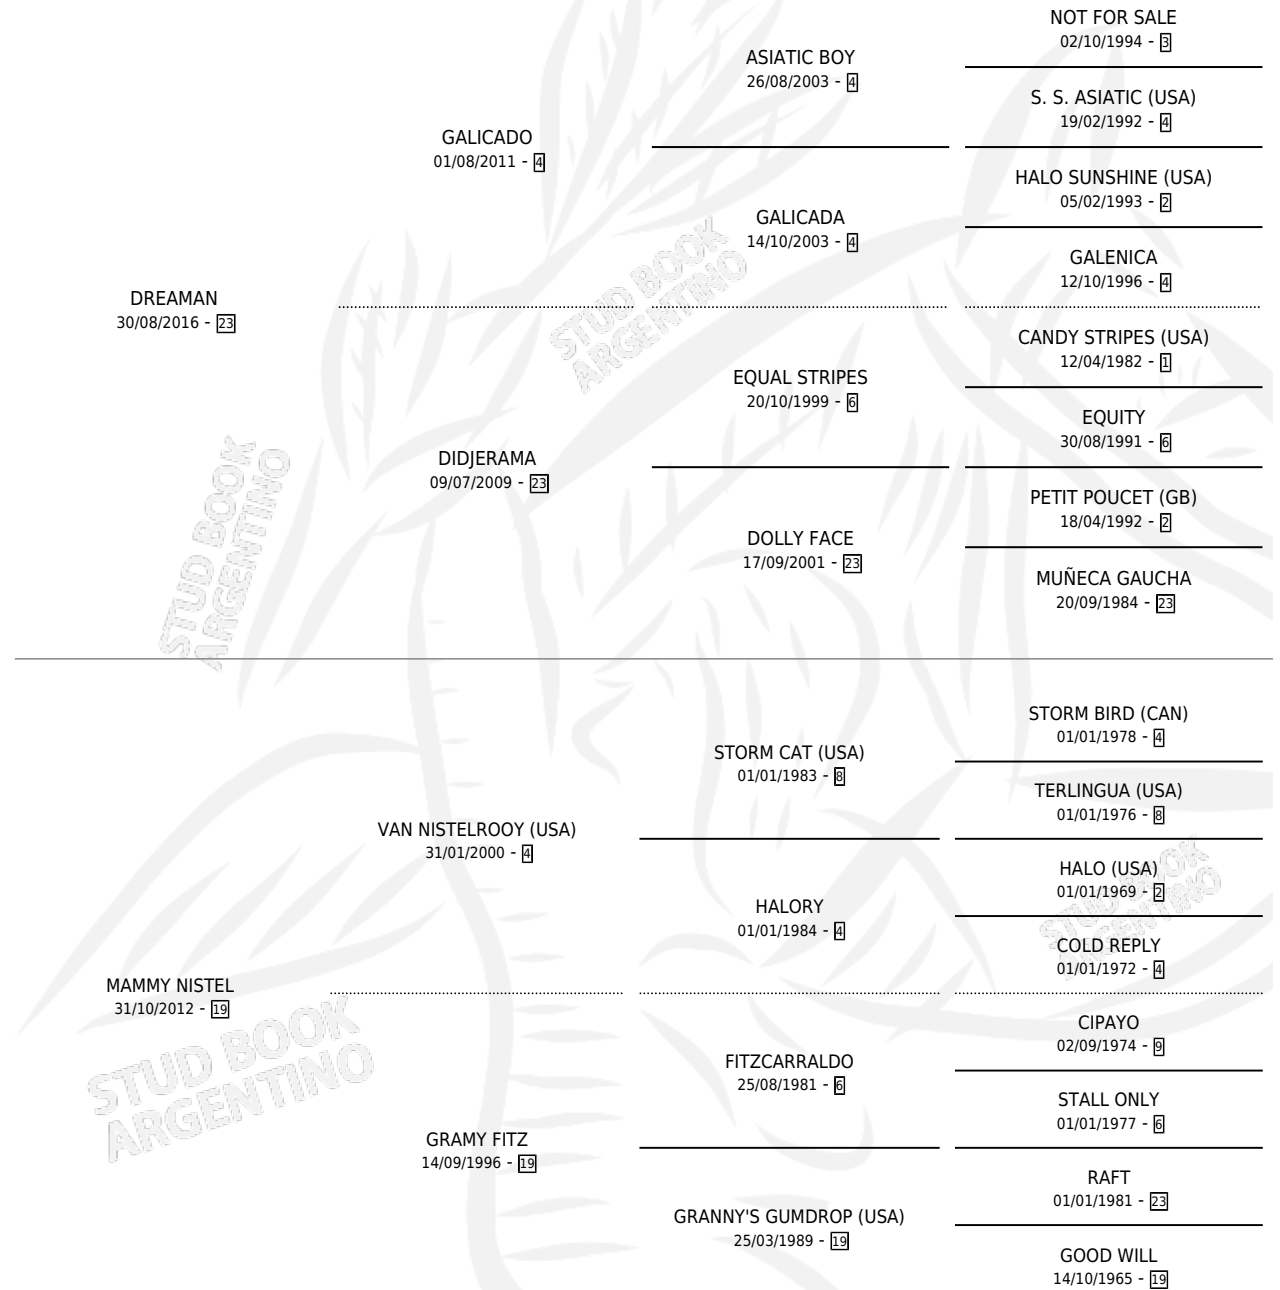 NOT FOR SALE
02/10/1994 - 3
ASIATIC BOY
26/08/2003 - 4
S. S. ASIATIC (USA)
19/02/1992 - 4
GALICADO
01/08/2011 - 4
HALO SUNSHINE (USA)
05/02/1993 - 2
GALICADA
14/10/2003 - 4
GALENICA
12/10/1996 - 4
DREAMAN
30/08/2016 - 23
CANDY STRIPES (USA)
12/04/1982 - 1
EQUAL STRIPES
20/10/1999 - 6
EQUITY
30/08/1991 - 6
DIDJERAMA
09/07/2009 - 23
PETIT POUCET (GB)
18/04/1992 - 2
DOLLY FACE
17/09/2001 - 23
MUÑECA GAUCHA
20/09/1984 - 23
STORM BIRD (CAN)
01/01/1978 - 4
STORM CAT (USA)
01/01/1983 - 8
TERLINGUA (USA)
01/01/1976 - 8
VAN NISTELROOY (USA)
31/01/2000 - 4
HALO (USA)
01/01/1969 - 2
HALORY
01/01/1984 - 4
COLD REPLY
01/01/1972 - 4
MAMMY NISTEL
31/10/2012 - 19
CIPAYO
02/09/1974 - 9
FITZCARRALDO
25/08/1981 - 6
STALL ONLY
01/01/1977 - 6
GRAMY FITZ
14/09/1996 - 19
RAFT
01/01/1981 - 23
GRANNY'S GUMDROP (USA)
25/03/1989 - 19
GOOD WILL
14/10/1965 - 19
STUD BOOK
ARGENTINO
STUD BOOK
ARGENTINO
STUD BOOK
ARGENTINO
STUD BOOK
ARGENTINO